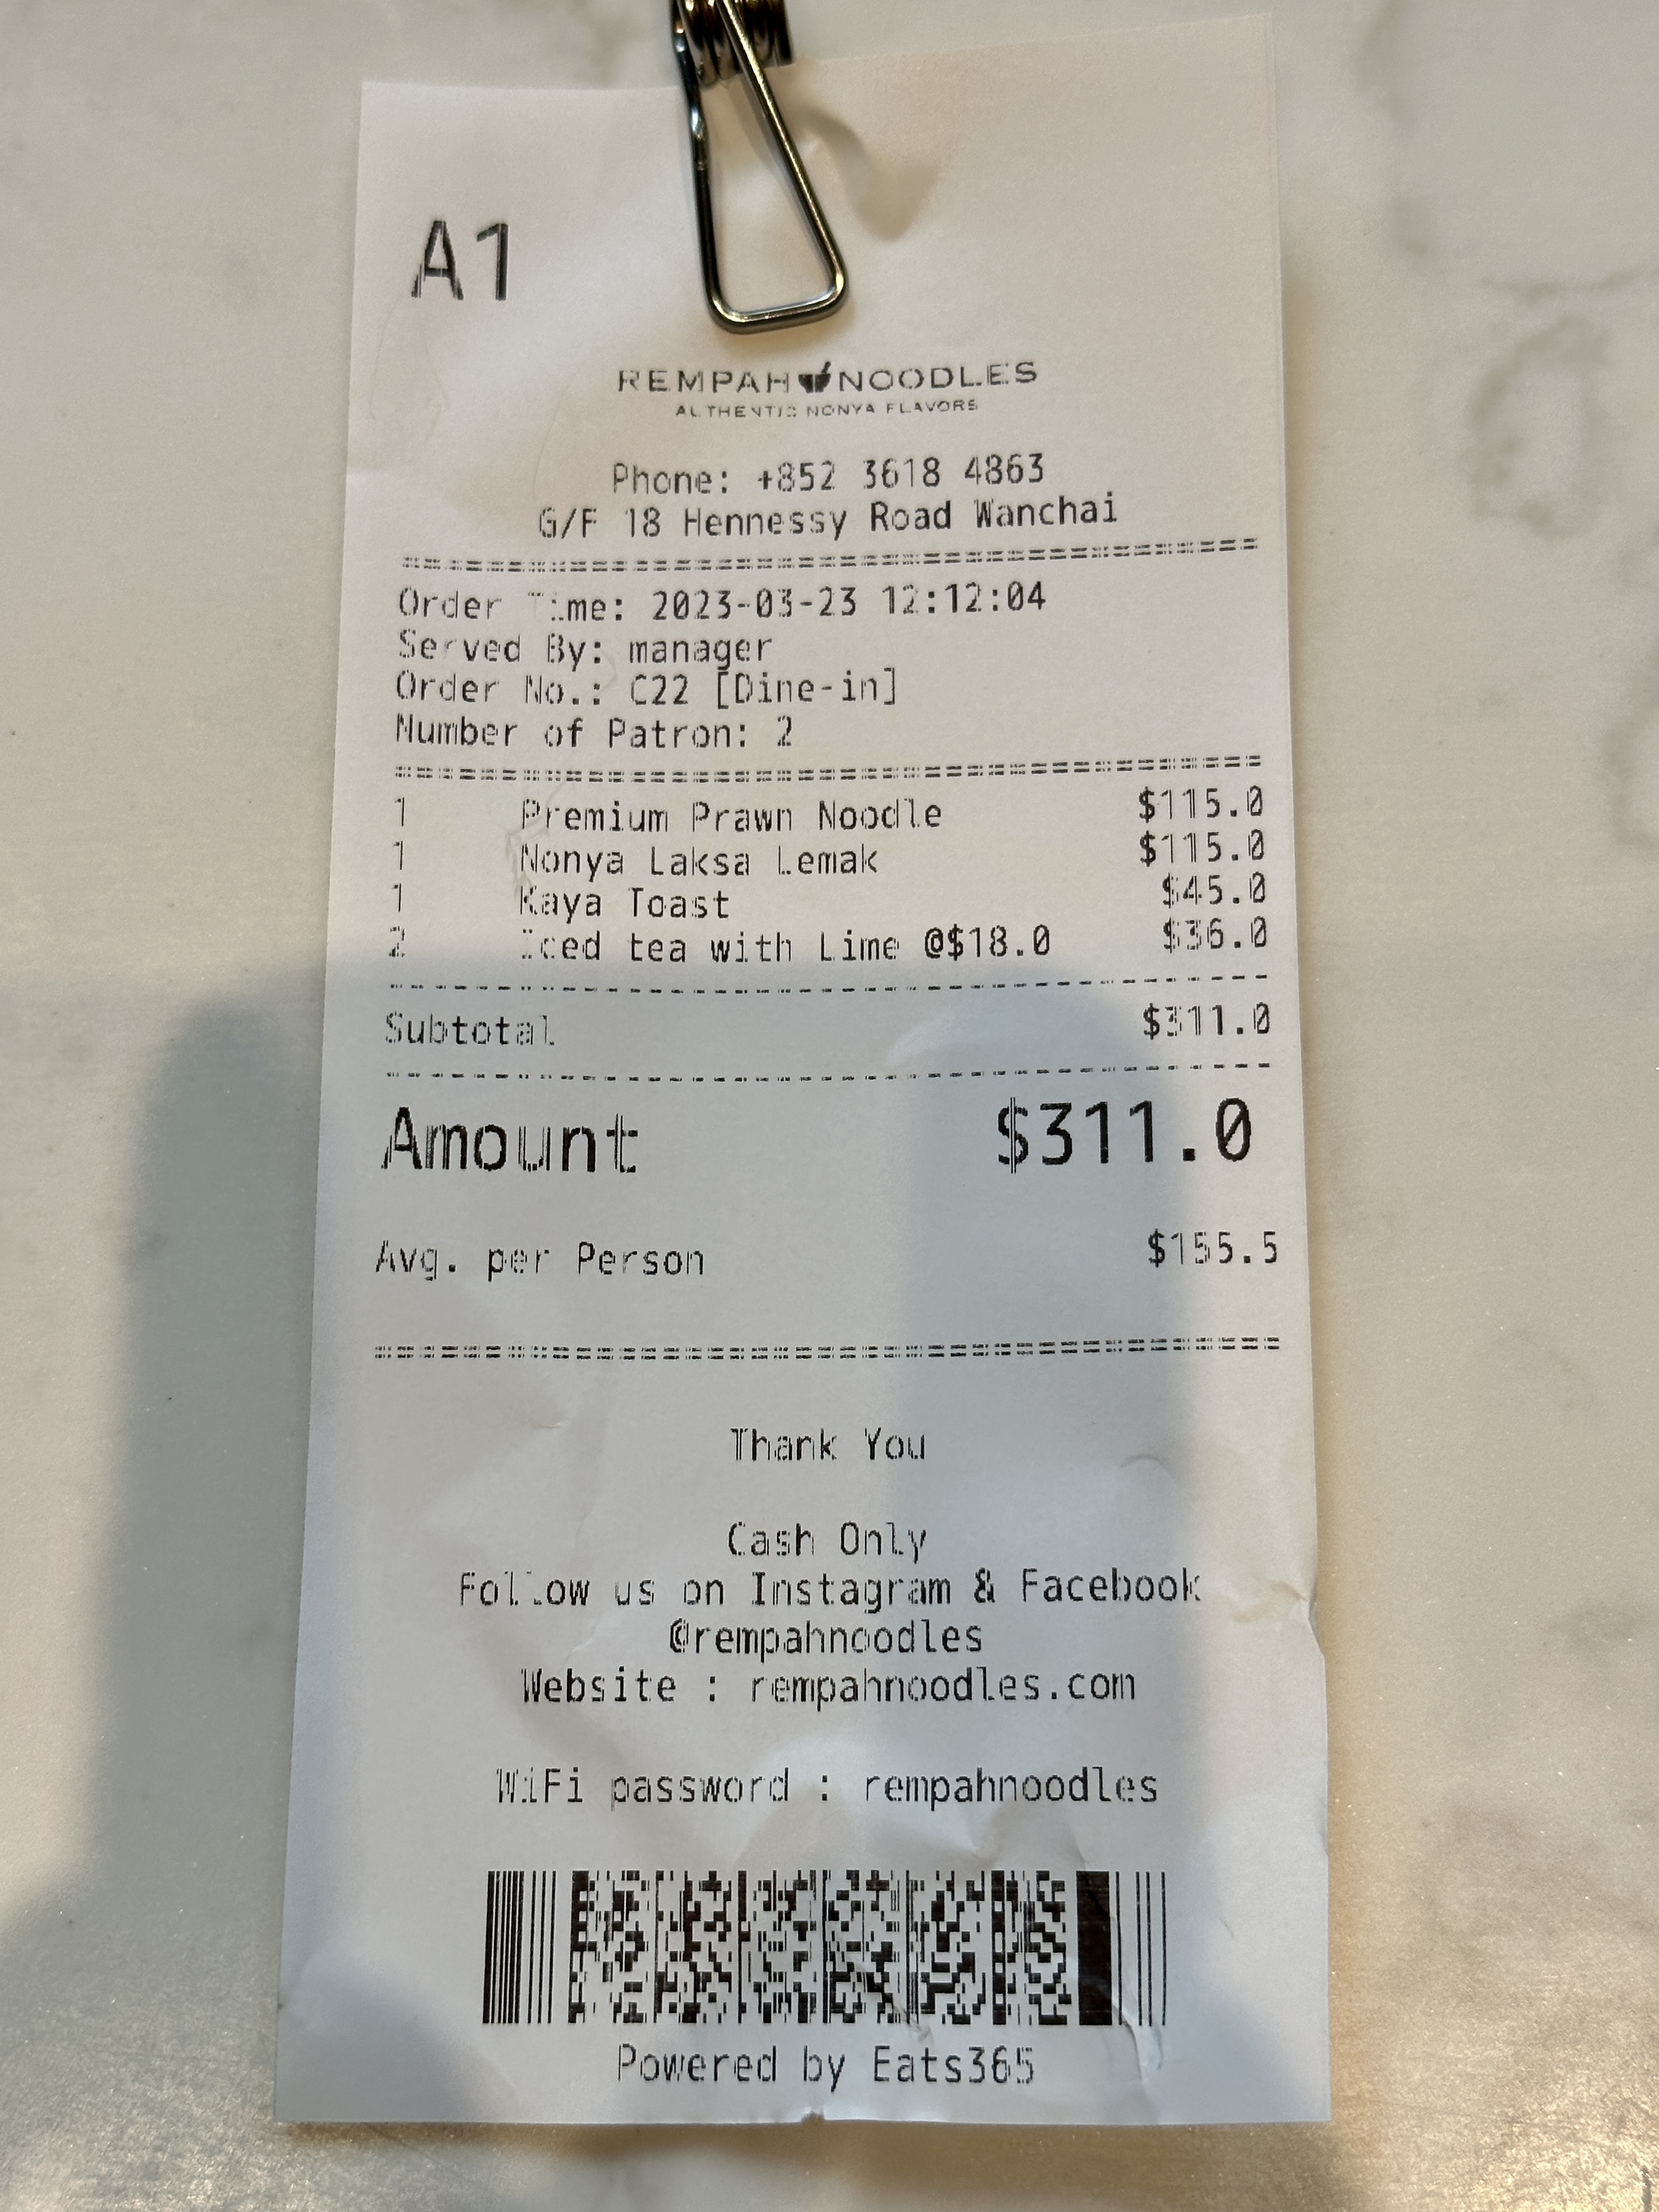 A1
REMPAH NOODLES
AUTHENTIC NONYA FLAVORS
Phone: +852 3618 4863
G/F 18 Hennessy Road Wanchai
Order Time: 2023-03-23 12:12:04
Served By: manager
Order No.: C22 [Dine-in]
Number of Patron: 2
1 Premium Prawn Noodle $115.0
1 Nonya Laksa Lemak $115.0
1 Kaya Toast $45.0
2 Iced tea with Lime @$18.0 $36.0
Subtotal $311.0
Amount $311.0
Avg. per Person $155.5
Thank You
Cash Only
Follow us on Instagram & Facebook
@rempahnoodles
Website : rempahnoodles.com
WiFi password : rempahnoodles
Powered by Eats365